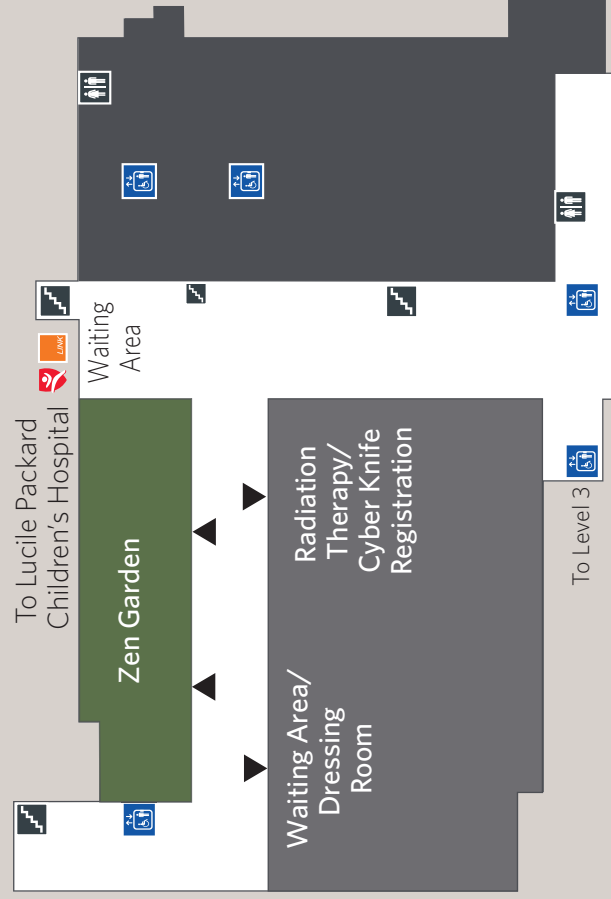 To Lucile Packard
Children's Hospital
LINK
Waiting
Area
Zen Garden
Radiation
Therapy/
Cyber Knife
Registration
Waiting Area/
Dressing
Room
To Level 3